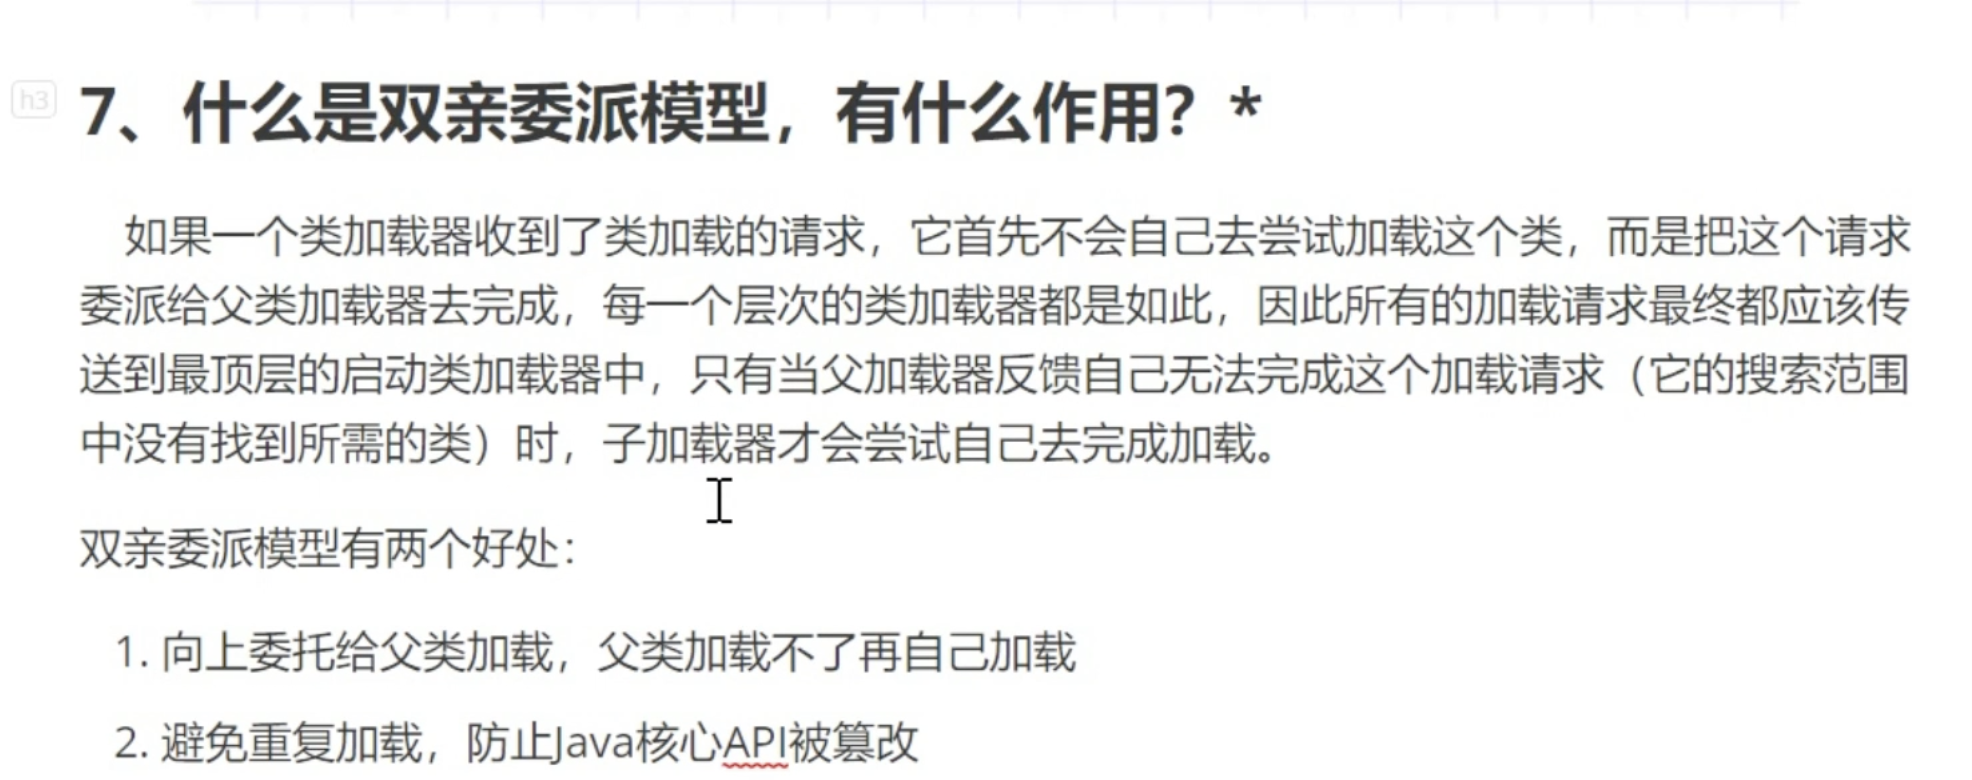 h3
7、什么是双亲委派模型，有什么作用？*
如果一个类加载器收到了类加载的请求，它首先不会自己去尝试加载这个类，而是把这个请求
委派给父类加载器去完成，每一个层次的类加载器都是如此，因此所有的加载请求最终都应该传
送到最顶层的启动类加载器中，只有当父加载器反馈自己无法完成这个加载请求（它的搜索范围
中没有找到所需的类）时，子加载器才会尝试自己去完成加载。
双亲委派模型有两个好处：
1. 向上委托给父类加载，父类加载不了再自己加载
2. 避免重复加载，防止Java核心API被篡改